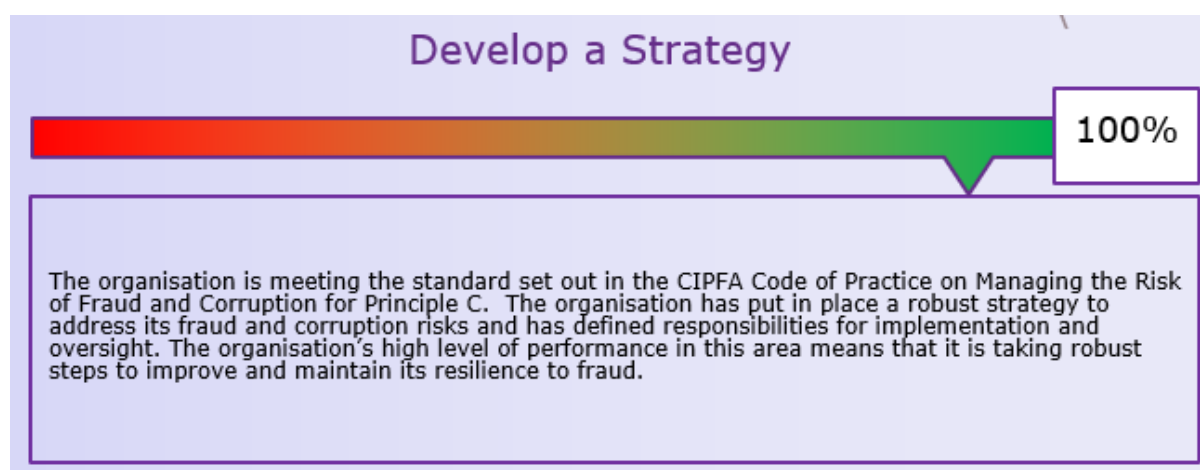 Develop a Strategy
100%
The organisation is meeting the standard set out in the CIPFA Code of Practice on Managing the Risk
of Fraud and Corruption for Principle C.  The organisation has put in place a robust strategy to
address its fraud and corruption risks and has defined responsibilities for implementation and
oversight. The organisation's high level of performance in this area means that it is taking robust
steps to improve and maintain its resilience to fraud.